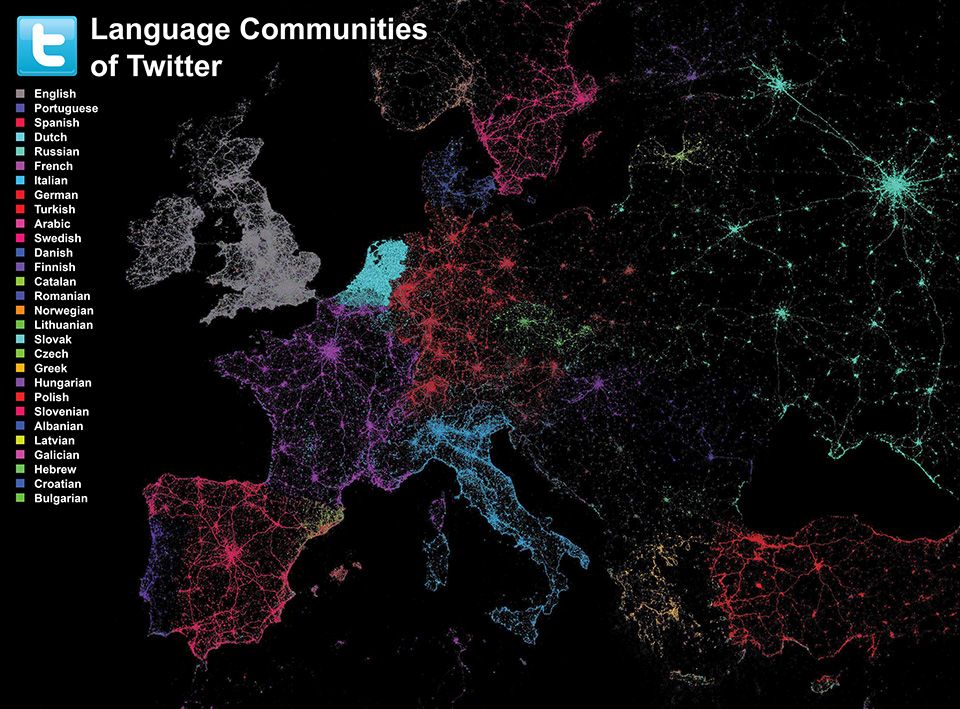 Language Communities
of Twitter
English
Portuguese
Spanish
Dutch
Russian
French
Italian
German
Turkish
Arabic
Swedish
Danish
Finnish
Catalan
Romanian
Norwegian
Lithuanian
Slovak
Czech
Greek
Hungarian
Polish
Slovenian
Albanian
Latvian
Galician
Hebrew
Croatian
Bulgarian